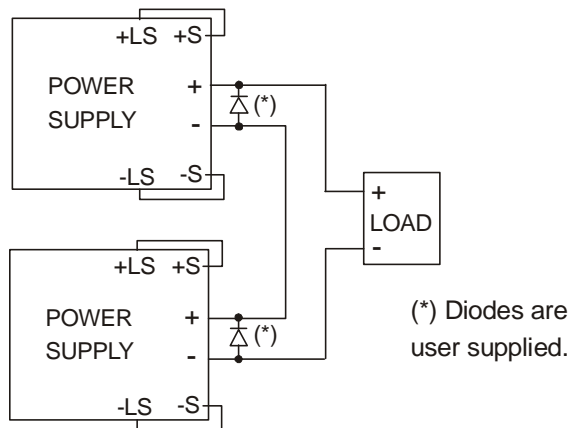 +LS +S
POWER
SUPPLY
+
(*)
-
-LS -S
+
LOAD
-
+LS +S
POWER
SUPPLY
+
(*)
-
-LS -S
(*) Diodes are
user supplied.